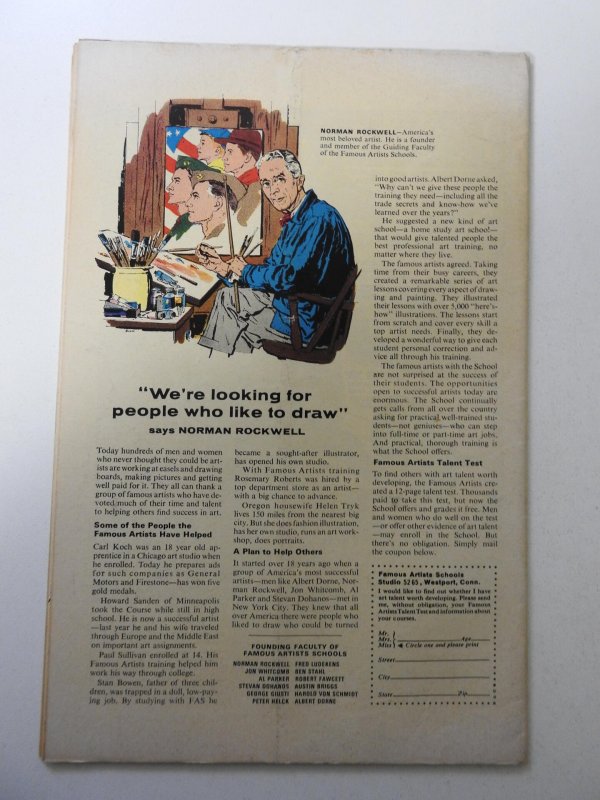 NORMAN ROCKWELL—America's
most beloved artist. He is a founder
and member of the Guiding Faculty
of the Famous Artists Schools.
"We're looking for
people who like to draw"
says NORMAN ROCKWELL
Today hundreds of men and women
who never thought they could be art-
ists are working at easels and drawing
boards, making pictures and getting
well paid for it. They all can thank a
group of famous artists who have de-
voted much of their time and talent
to helping others find success in art.
Some of the People the
Famous Artists Have Helped
Carl Koch was an 18 year old ap-
prentice in a Chicago art studio when
he enrolled. Today he prepares ads
for such companies as General
Motors and Firestone—has won five
gold medals.
Howard Sanden of Minneapolis
took the Course while still in high
school. He is now a successful artist
—last year he and his wife traveled
through Europe and the Middle East
on important art assignments.
Paul Sullivan enrolled at 14. His
Famous Artists training helped him
work his way through college.
Stan Bowen, father of three chil-
dren, was trapped in a dull, low-pay-
ing job. By studying with FAS he
became a sought-after illustrator,
has opened his own studio.
With Famous Artists training
Rosemary Roberts was hired by a
top department store as an artist—
with a big chance to advance.
Oregon housewife Helen Tryk
lives 150 miles from the nearest big
city. But she does fashion illustration,
has her own studio, runs an art work-
shop, does portraits.
A Plan to Help Others
It started over 18 years ago when a
group of America's most successful
artists—men like Albert Dorne, Nor-
man Rockwell, Jon Whitcomb, Al
Parker and Stevan Dohanos—met in
New York City. They knew that all
over America there were people who
liked to draw who could be turned
FOUNDING FACULTY OF
FAMOUS ARTISTS SCHOOLS
NORMAN ROCKWELL FRED LUDEKENS
JON WHITCOMB BEN STAHL
AL PARKER ROBERT FAWCETT
STEVAN DOHANOS AUSTIN BRIGGS
GEORGE GIUSTI HAROLD VON SCHMIDT
PETER HELCK ALBERT DORNE
into good artists. Albert Dorne asked,
"Why can't we give these people the
training they need—including all the
trade secrets and know-how we've
learned over the years?"
He suggested a new kind of art
school—a home study art school—
that would give talented people the
best professional art training, no
matter where they live.
The famous artists agreed. Taking
time from their busy careers, they
created a remarkable series of art
lessons covering every aspect of draw-
ing and painting. They illustrated
their lessons with over 5,000 "here's-
how" illustrations. The lessons start
from scratch and cover every skill a
top artist needs. Finally, they de-
veloped a wonderful way to give each
student personal correction and ad-
vice all through his training.
The famous artists with the School
are not surprised at the success of
their students. The opportunities
open to successful artists today are
enormous. The School continually
gets calls from all over the country
asking for practical, well-trained stu-
dents—not geniuses—who can step
into full-time or part-time art jobs.
And practical, thorough training is
what the School offers.
Famous Artists Talent Test
To find others with art talent worth
developing, the Famous Artists cre-
ated a 12-page talent test. Thousands
paid to take this test, but now the
School offers and grades it free. Men
and women who do well on the test
—or offer other evidence of art talent
—may enroll in the School. But
there's no obligation. Simply mail
the coupon below.
Famous Artists Schools
Studio 5265, Westport, Conn.
I would like to find out whether I have
art talent worth developing. Please send
me, without obligation, your Famous
Artists Talent Test and information about
your courses.
Mr.
Mrs. Age
Miss Circle one and please print
Street
City
State Zip